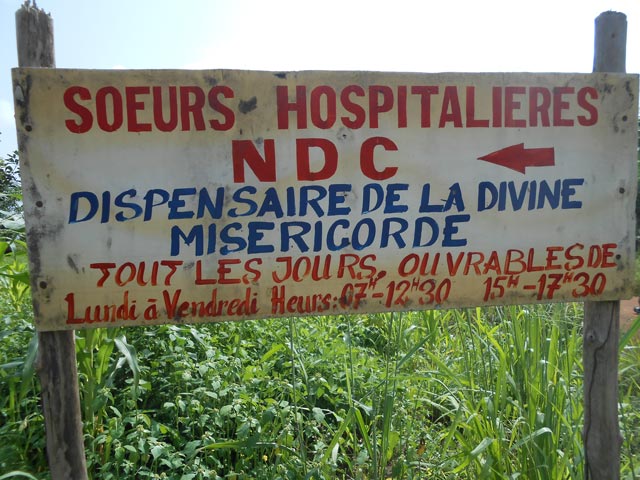 SOEURS HOSPITALIERES
NDC
DISPENSAIRE DE LA DIVINE
MISERICORDE
TOUT LES JOURS, OUVRABLES DE
Lundi à Vendredi Heurs: 07H-12H30 15H-17H30